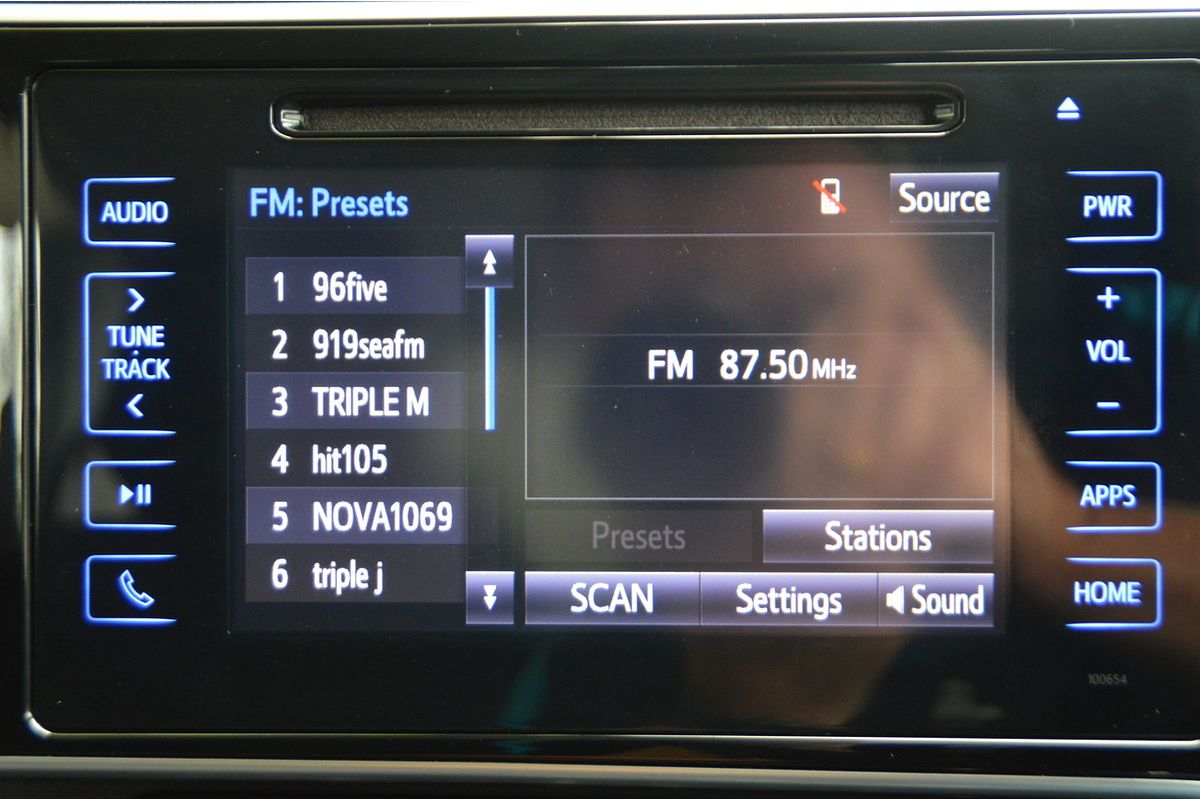 AUDIO
TUNE
TRACK
FM: Presets
Source
1 96five
2 919seafm
3 TRIPLE M
4 hit105
5 NOVA1069
6 triple j
FM 87.50 MHz
Presets
Stations
SCAN
Settings
Sound
PWR
+
VOL
−
APPS
HOME
100654